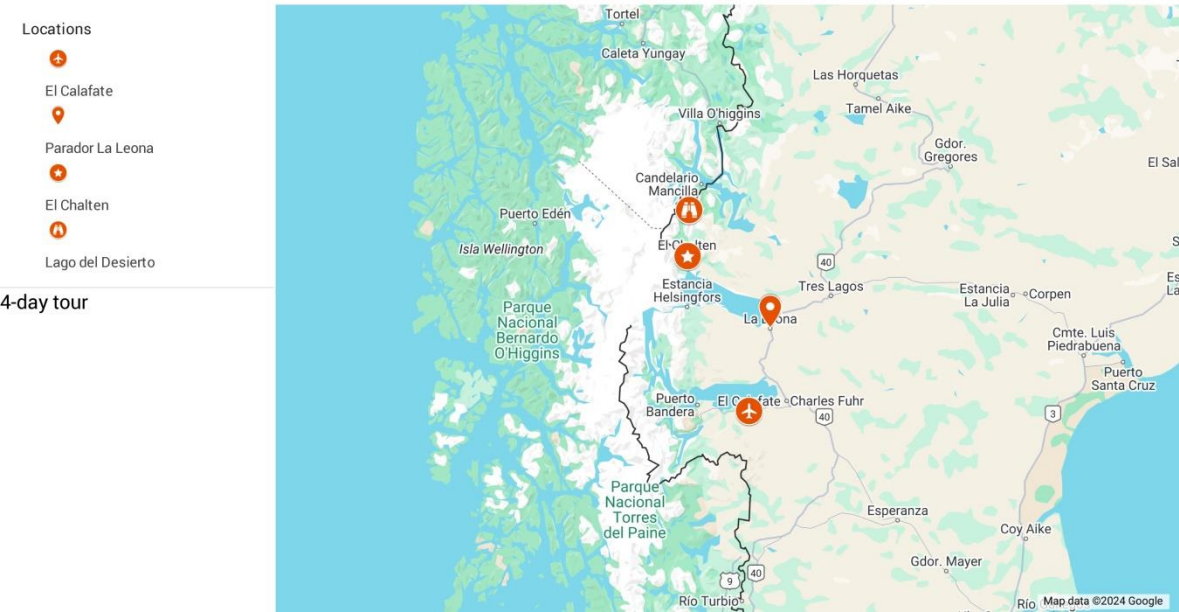 Locations
El Calafate
Parador La Leona
El Chalten
Lago del Desierto
4-day tour
Tortel
Caleta Yungay
Las Horquetas
Tamel Aike
Villa O'higgins
Gdor.
Gregores
El Sal
Candelario
Mancilla
Puerto Edén
Isla Wellington
El Chalten
40
Estancia
Helsingfors
Tres Lagos
Estancia
La Julia
Corpen
Es
La
Parque
Nacional
Bernardo
O'Higgins
La Leona
Cmte. Luis
Piedrabuena
Puerto
Santa Cruz
Puerto
Bandera
El Calafate
Charles Fuhr
40
3
Parque
Nacional
Torres
del Paine
Esperanza
Coy Aike
Gdor. Mayer
9
40
Río Turbio
Río
Map data ©2024 Google